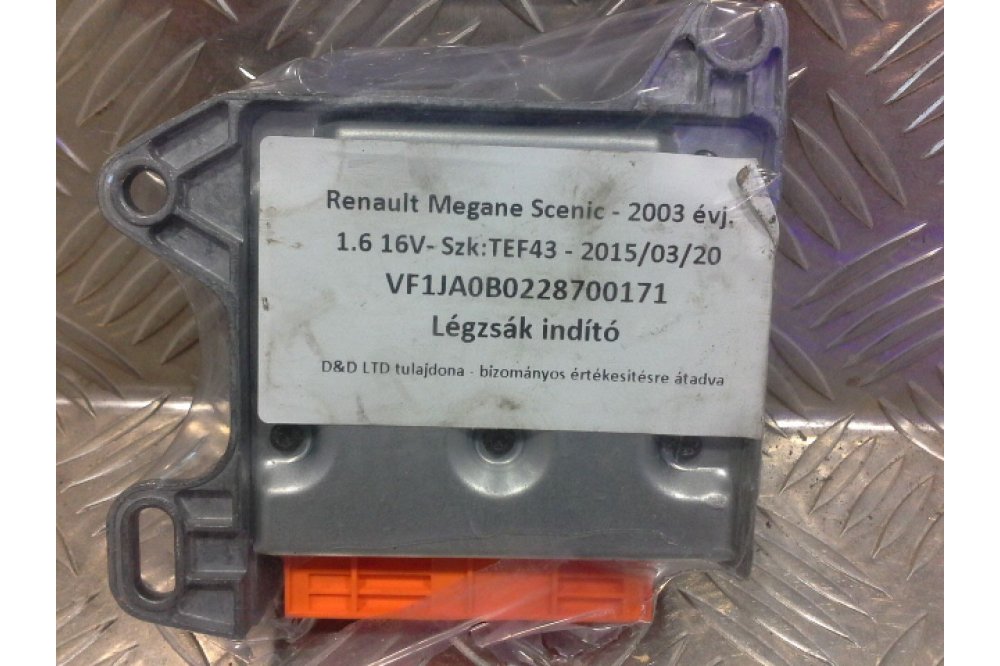 Renault Megane Scenic - 2003 évj.
1.6 16V- Szk:TEF43 - 2015/03/20
VF1JA0B0228700171
Légzsák indító
D&D LTD tulajdona - bizományos értékesítésre átadva